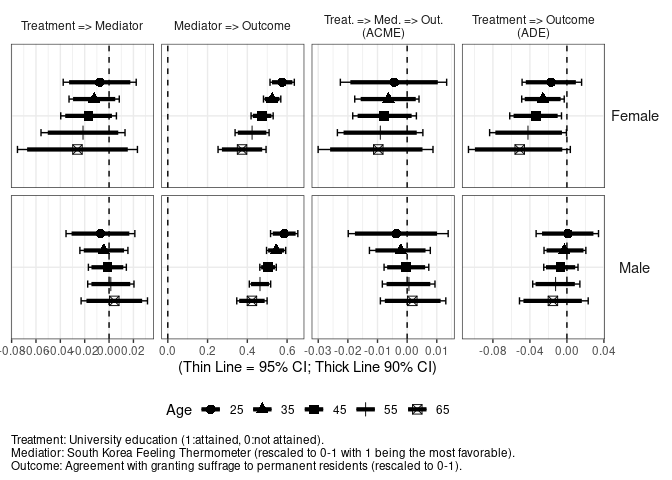 Treatment => Mediator
Mediator => Outcome
Treat. => Med. => Out.
(ACME)
Treatment => Outcome
(ADE)
Female
Male
-0.08 -0.06 -0.04 -0.02 0.00 0.02
0.0 0.2 0.4 0.6
-0.03 -0.02 -0.01 0.00 0.01
-0.08 -0.04 0.00 0.04
(Thin Line = 95% CI; Thick Line 90% CI)
Age 25 35 45 55 65
Treatment: University education (1:attained, 0:not attained).
Mediatior: South Korea Feeling Thermometer (rescaled to 0-1 with 1 being the most favorable).
Outcome: Agreement with granting suffrage to permanent residents (rescaled to 0-1).